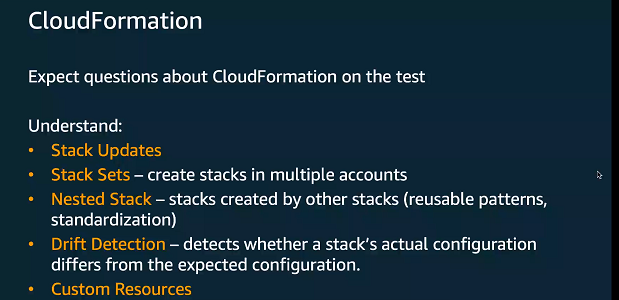 CloudFormation
Expect questions about CloudFormation on the test
Understand:
• Stack Updates
• Stack Sets – create stacks in multiple accounts
• Nested Stack – stacks created by other stacks (reusable patterns,
standardization)
• Drift Detection – detects whether a stack's actual configuration
differs from the expected configuration.
• Custom Resources